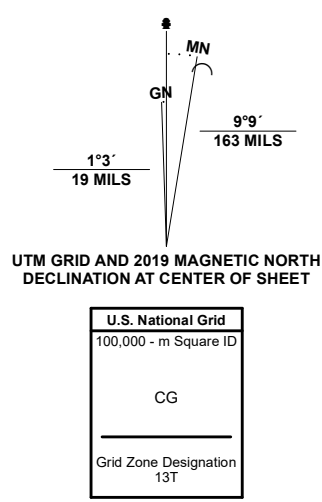 MN
GN
9°9´
163 MILS
1°3´
19 MILS
UTM GRID AND 2019 MAGNETIC NORTH
DECLINATION AT CENTER OF SHEET
U.S. National Grid
100,000 - m Square ID
CG
Grid Zone Designation
13T